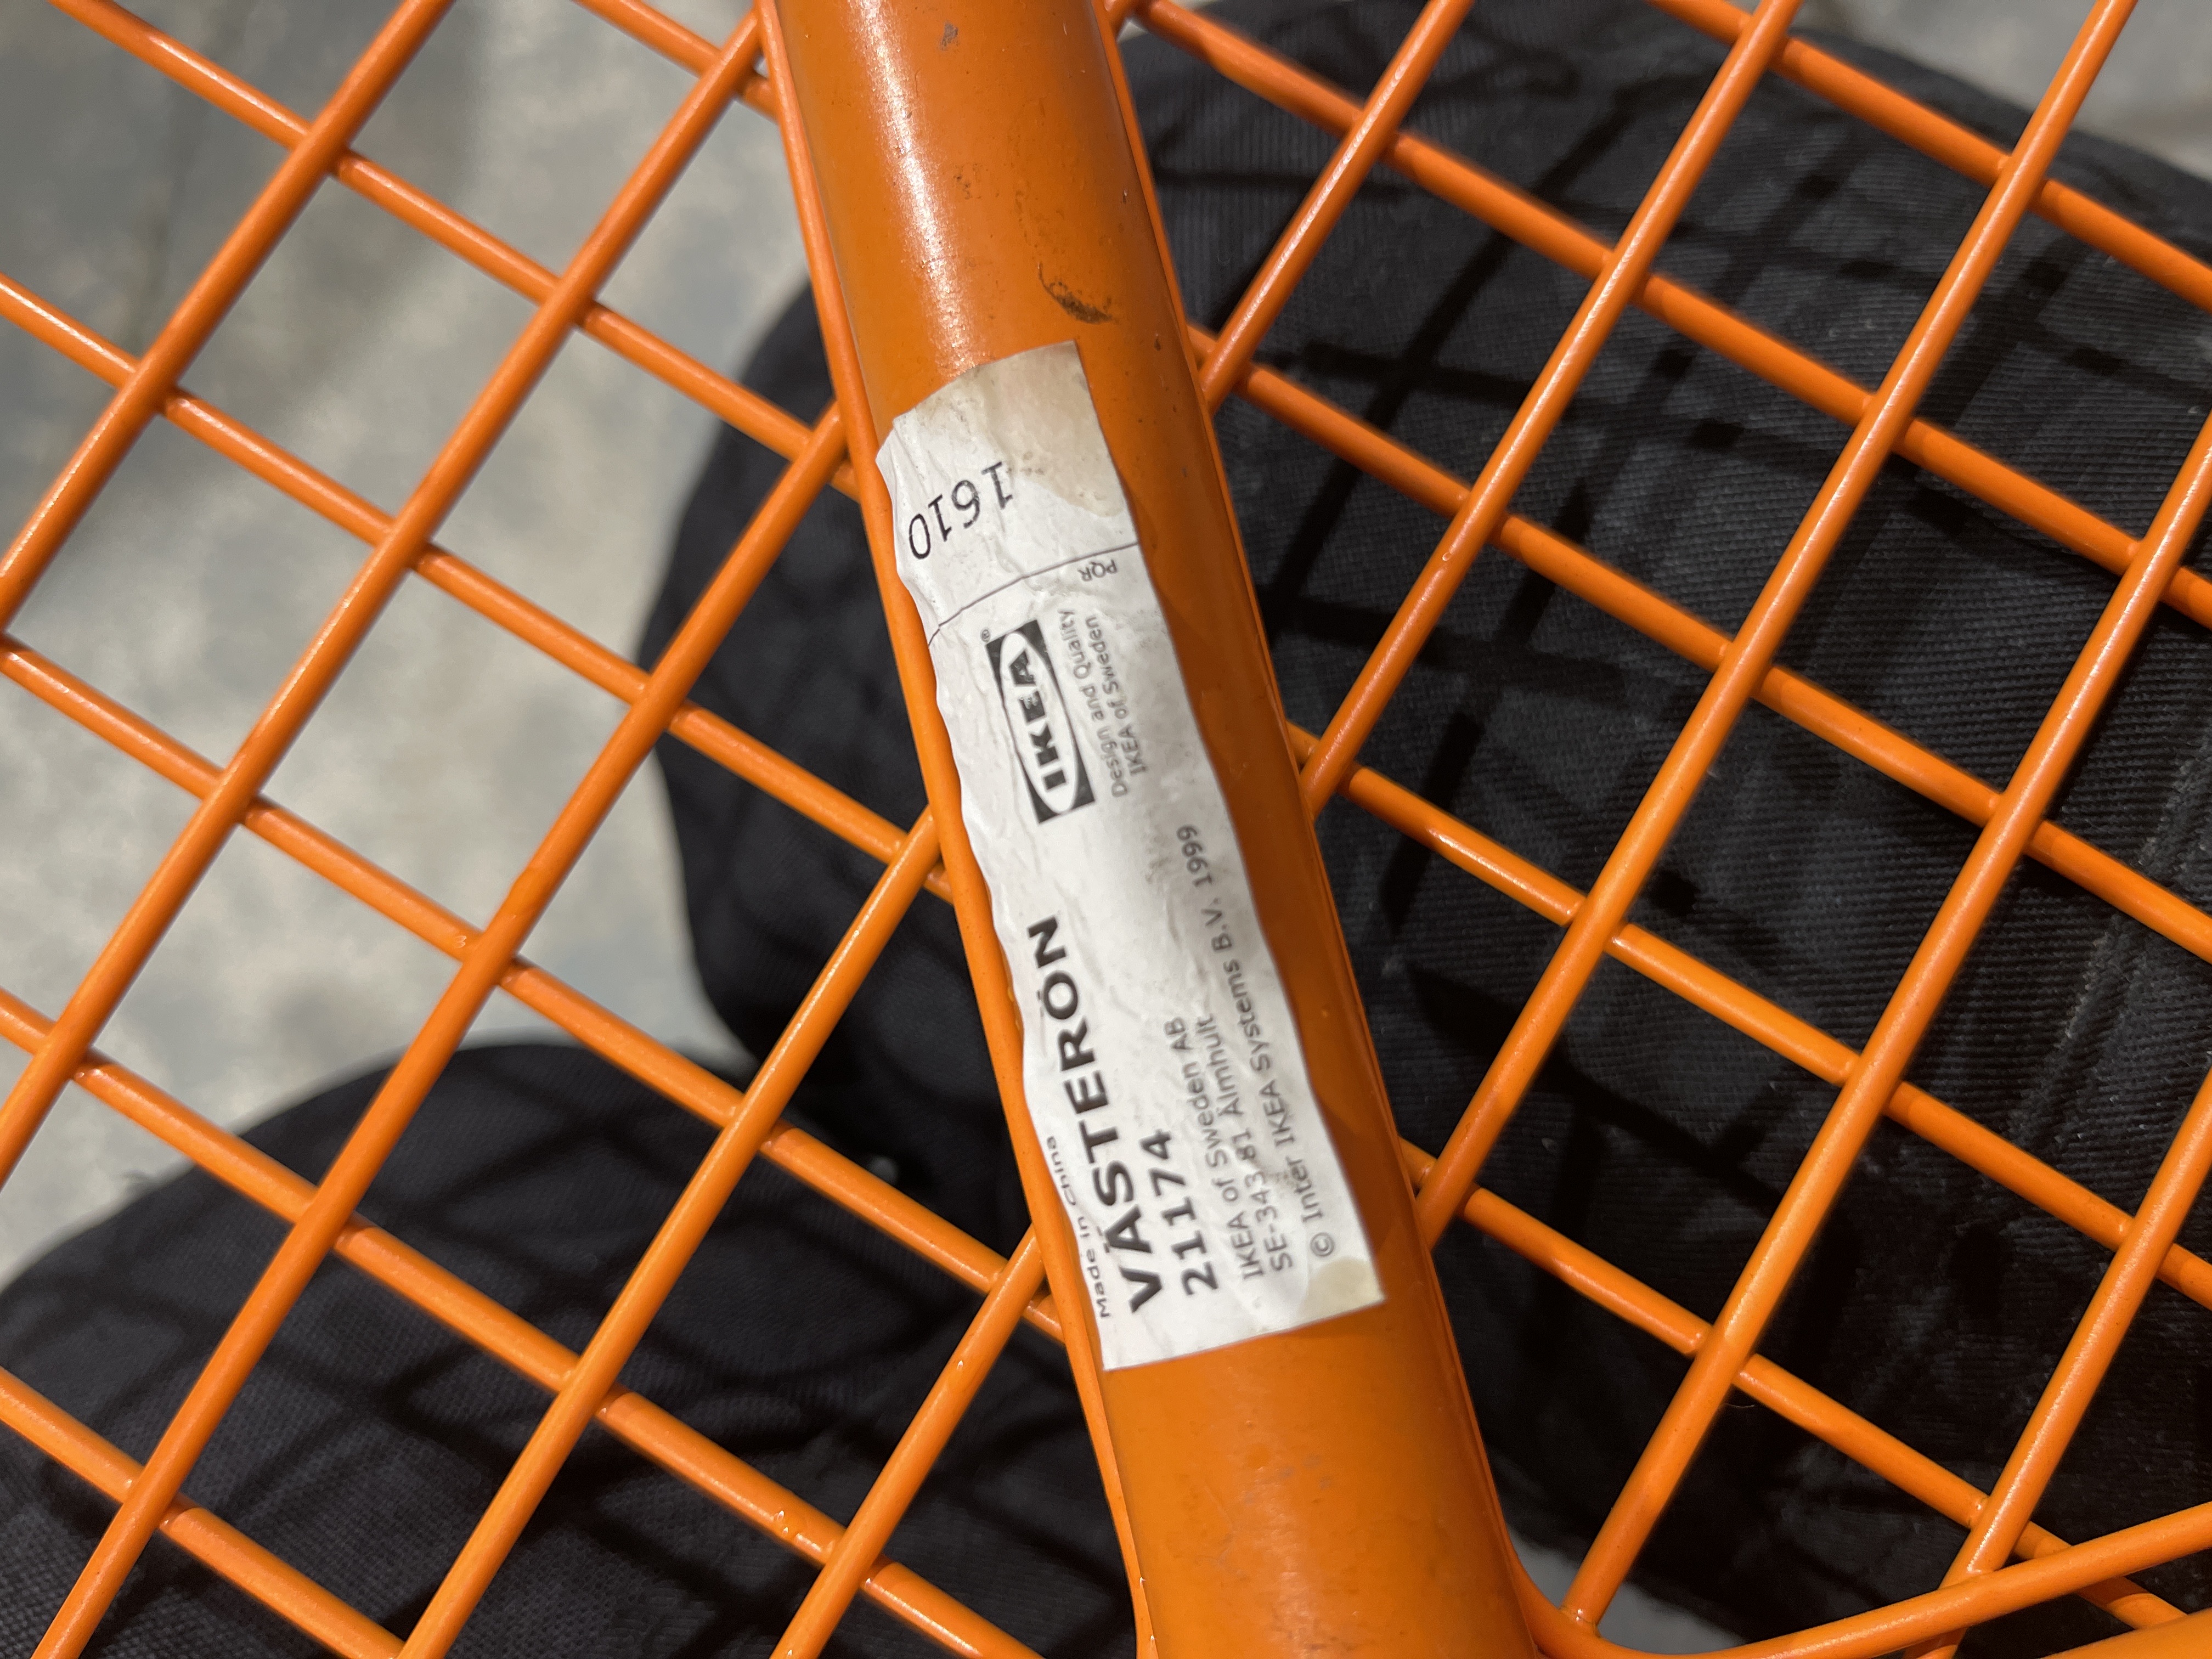 Made in China
VÄSTERÖN
21174
IKEA of Sweden AB
SE-343 81 Älmhult
© Inter IKEA Systems B.V. 1999
IKEA®
Design and Quality
IKEA of Sweden
PQR
1610